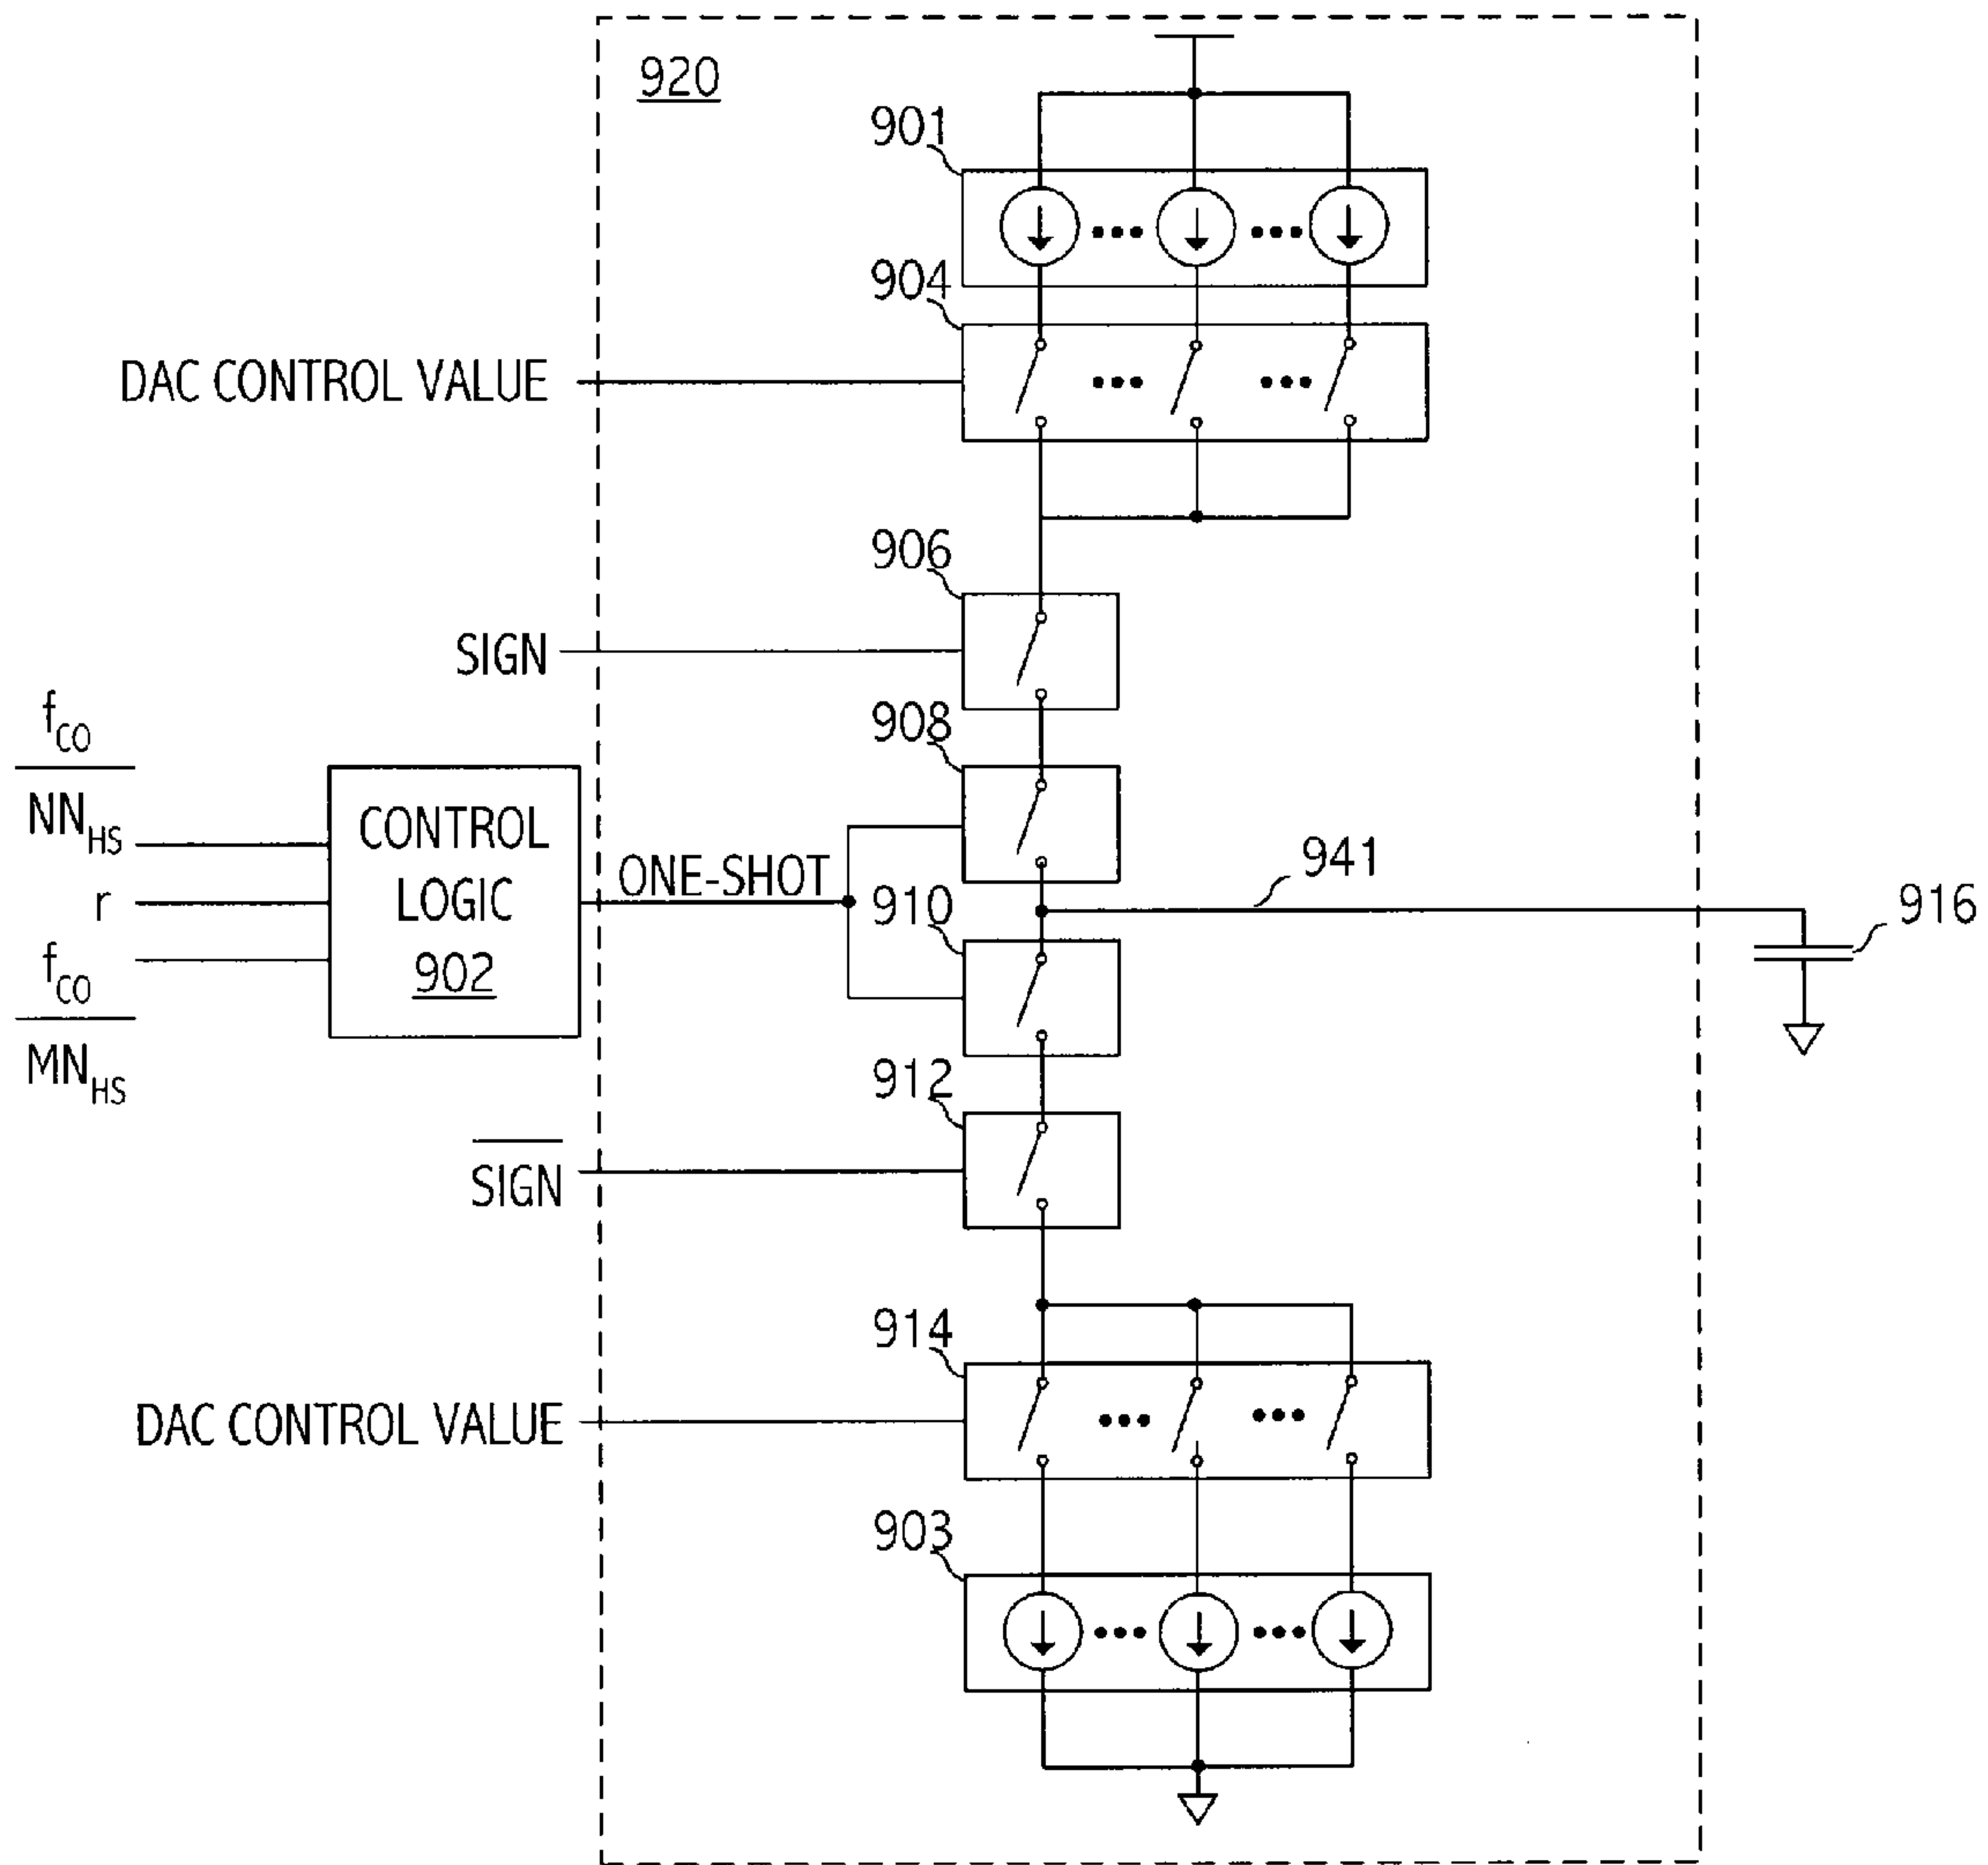 920
901
904
DAC CONTROL VALUE
906
SIGN
908
f_CO
NN_HS
r
f_CO
MN_HS
CONTROL
LOGIC
902
ONE-SHOT
910
941
916
912
SIGN
914
DAC CONTROL VALUE
903